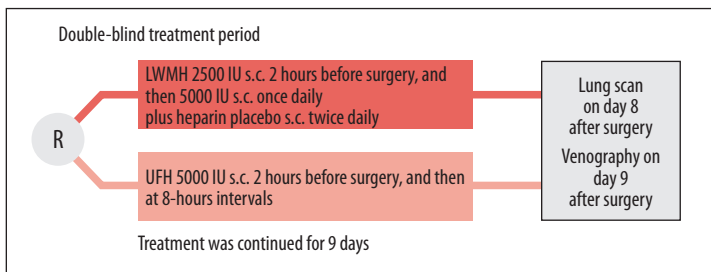 Double-blind treatment period
R
LWMH 2500 IU s.c. 2 hours before surgery, and
then 5000 IU s.c. once daily
plus heparin placebo s.c. twice daily
UFH 5000 IU s.c. 2 hours before surgery, and then
at 8-hours intervals
Lung scan
on day 8
after surgery
Venography on
day 9
after surgery
Treatment was continued for 9 days